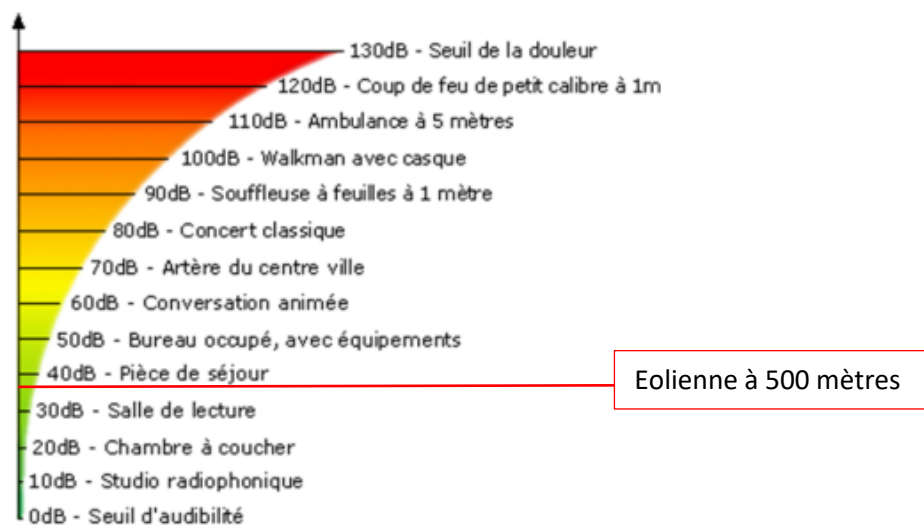 130dB - Seuil de la douleur
120dB - Coup de feu de petit calibre à 1m
110dB - Ambulance à 5 mètres
100dB - Walkman avec casque
90dB - Souffleuse à feuilles à 1 mètre
80dB - Concert classique
70dB - Artère du centre ville
60dB - Conversation animée
50dB - Bureau occupé, avec équipements
40dB - Pièce de séjour
Eolienne à 500 mètres
30dB - Salle de lecture
20dB - Chambre à coucher
10dB - Studio radiophonique
0dB - Seuil d'audibilité